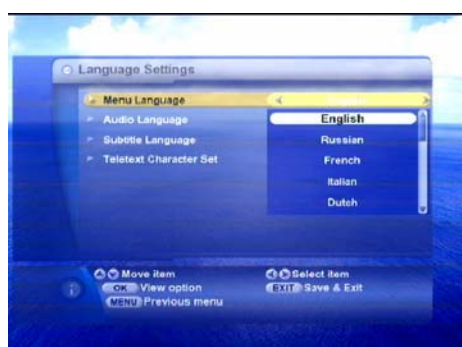 Language Settings
Menu Language
English
Audio Language
Russian
Subtitle Language
French
Teletext Character Set
Italian
Dutch
Move item
Select item
OK View option
EXIT Save & Exit
MENU Previous menu